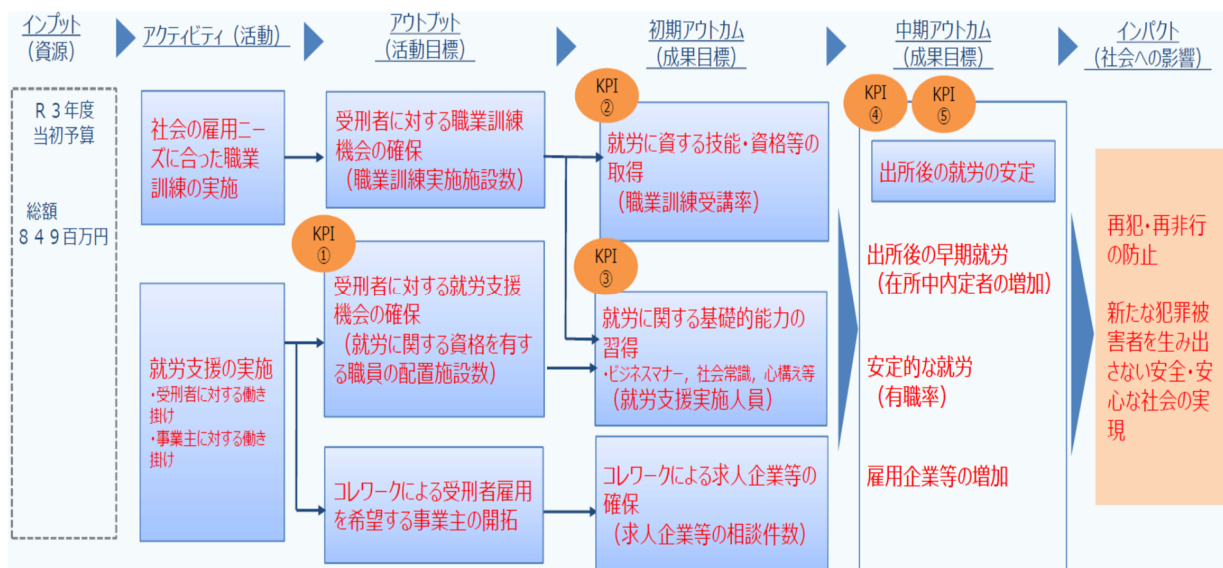 インプット
(資源)
アクティビティ (活動)
アウトプット
(活動目標)
初期アウトカム
(成果目標)
中期アウトカム
(成果目標)
インパクト
(社会への影響)
R3年度
当初予算
総額
849百万円
社会の雇用ニー
ズに合った職業
訓練の実施
就労支援の実施
・受刑者に対する働き
掛け
・事業主に対する働き
掛け
受刑者に対する職業訓練
機会の確保
(職業訓練実施施設数)
KPI
①
受刑者に対する就労支援
機会の確保
(就労に関する資格を有す
る職員の配置施設数)
コレワークによる受刑者雇用
を希望する事業主の開拓
KPI
②
就労に資する技能・資格等の
取得
(職業訓練受講率)
KPI
③
就労に関する基礎的能力の
習得
・ビジネスマナー，社会常識，心構え等
(就労支援実施人員)
コレワークによる求人企業等の
確保
(求人企業等の相談件数)
KPI
④
KPI
⑤
出所後の就労の安定
出所後の早期就労
(在所中内定者の増加)
安定的な就労
(有職率)
雇用企業等の増加
再犯・再非行
の防止
新たな犯罪被
害者を生み出
さない安全・安
心な社会の実
現